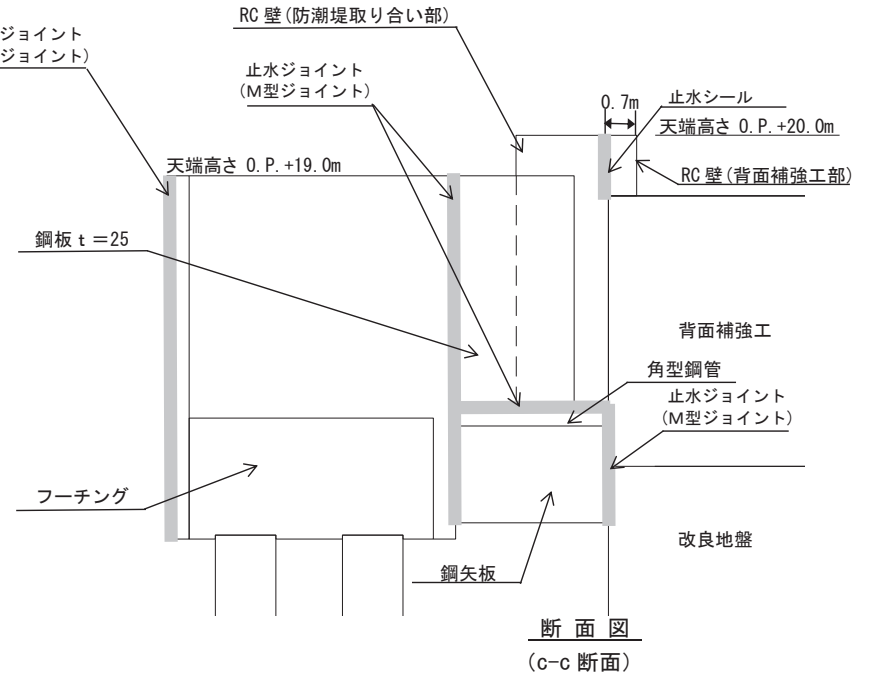 ジョイント
ジョイント)
RC 壁(防潮堤取り合い部)
止水ジョイント
(M型ジョイント)
0.7m
止水シール
天端高さ O.P.+20.0m
RC 壁(背面補強工部)
天端高さ O.P.+19.0m
鋼板 t =25
背面補強工
角型鋼管
止水ジョイント
(M型ジョイント)
フーチング
改良地盤
鋼矢板
断 面 図
(c-c 断面)